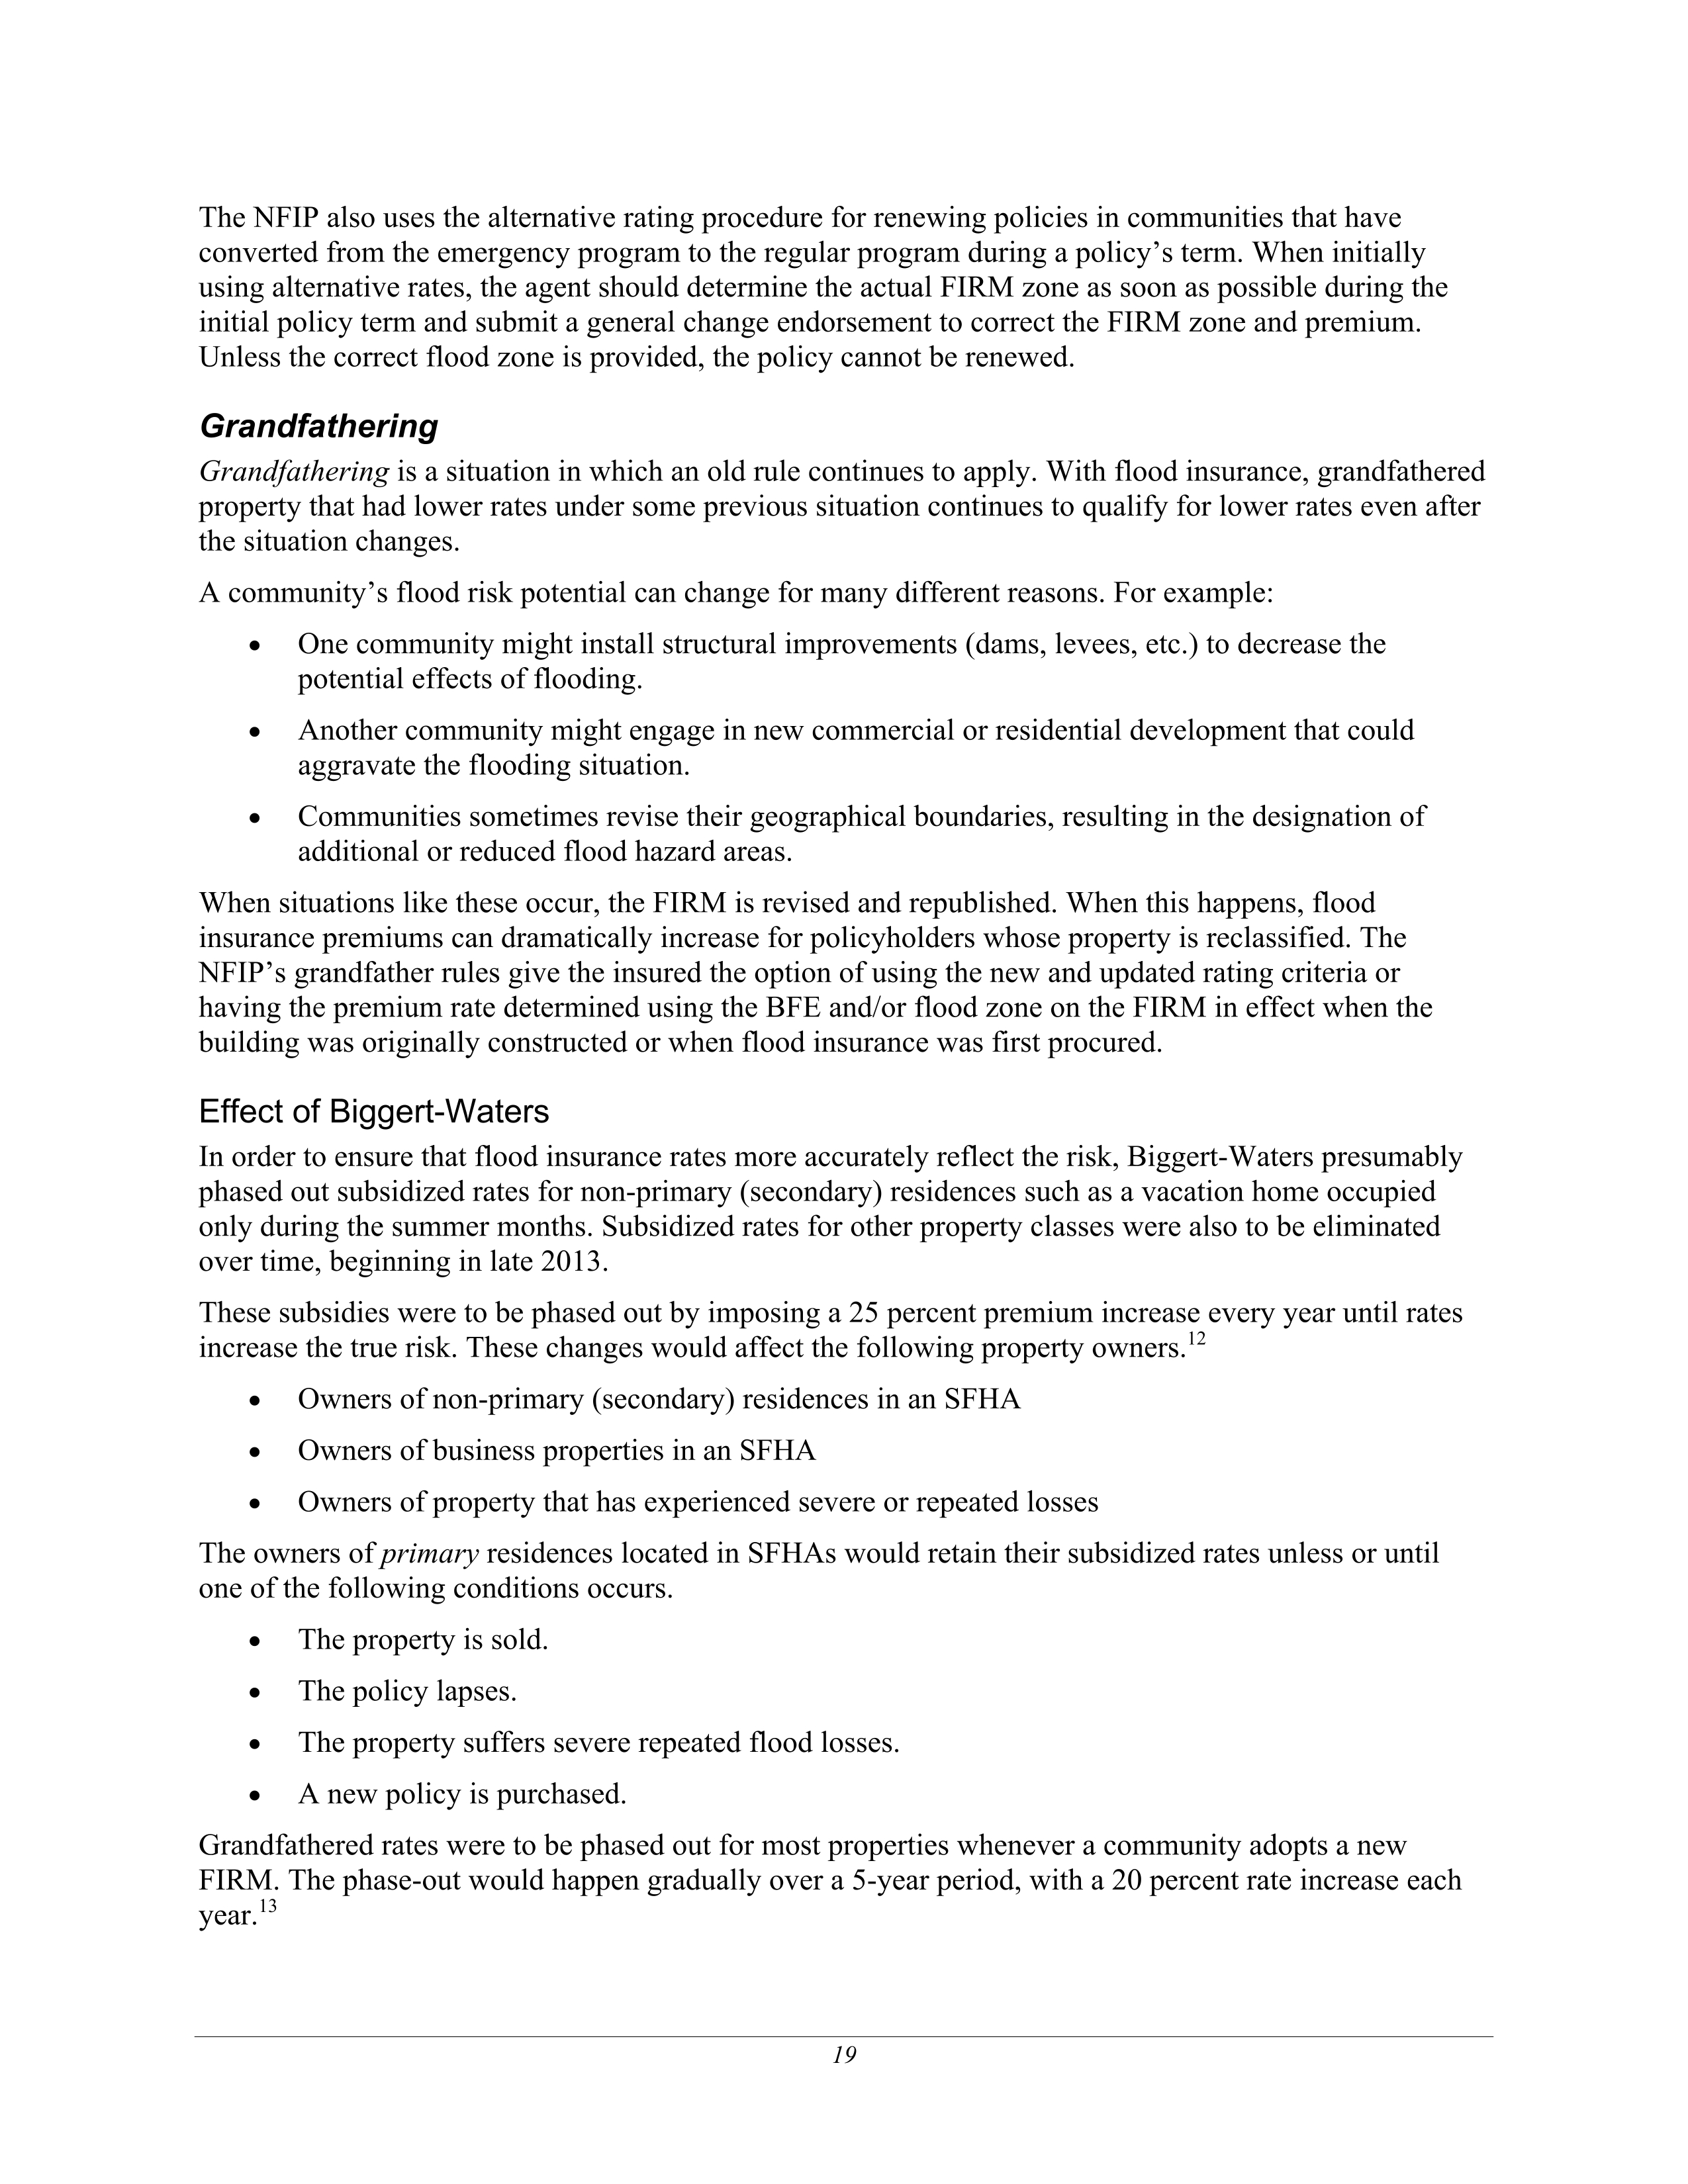 The NFIP also uses the alternative rating procedure for renewing policies in communities that have
converted from the emergency program to the regular program during a policy’s term. When initially
using alternative rates, the agent should determine the actual FIRM zone as soon as possible during the
initial policy term and submit a general change endorsement to correct the FIRM zone and premium.
Unless the correct flood zone is provided, the policy cannot be renewed.
Grandfathering
Grandfathering is a situation in which an old rule continues to apply. With flood insurance, grandfathered
property that had lower rates under some previous situation continues to qualify for lower rates even after
the situation changes.
A community’s flood risk potential can change for many different reasons. For example:
• One community might install structural improvements (dams, levees, etc.) to decrease the
potential effects of flooding.
• Another community might engage in new commercial or residential development that could
aggravate the flooding situation.
• Communities sometimes revise their geographical boundaries, resulting in the designation of
additional or reduced flood hazard areas.
When situations like these occur, the FIRM is revised and republished. When this happens, flood
insurance premiums can dramatically increase for policyholders whose property is reclassified. The
NFIP’s grandfather rules give the insured the option of using the new and updated rating criteria or
having the premium rate determined using the BFE and/or flood zone on the FIRM in effect when the
building was originally constructed or when flood insurance was first procured.
Effect of Biggert-Waters
In order to ensure that flood insurance rates more accurately reflect the risk, Biggert-Waters presumably
phased out subsidized rates for non-primary (secondary) residences such as a vacation home occupied
only during the summer months. Subsidized rates for other property classes were also to be eliminated
over time, beginning in late 2013.
These subsidies were to be phased out by imposing a 25 percent premium increase every year until rates
increase the true risk. These changes would affect the following property owners.12
• Owners of non-primary (secondary) residences in an SFHA
• Owners of business properties in an SFHA
• Owners of property that has experienced severe or repeated losses
The owners of primary residences located in SFHAs would retain their subsidized rates unless or until
one of the following conditions occurs.
• The property is sold.
• The policy lapses.
• The property suffers severe repeated flood losses.
• A new policy is purchased.
Grandfathered rates were to be phased out for most properties whenever a community adopts a new
FIRM. The phase-out would happen gradually over a 5-year period, with a 20 percent rate increase each
year.13
19